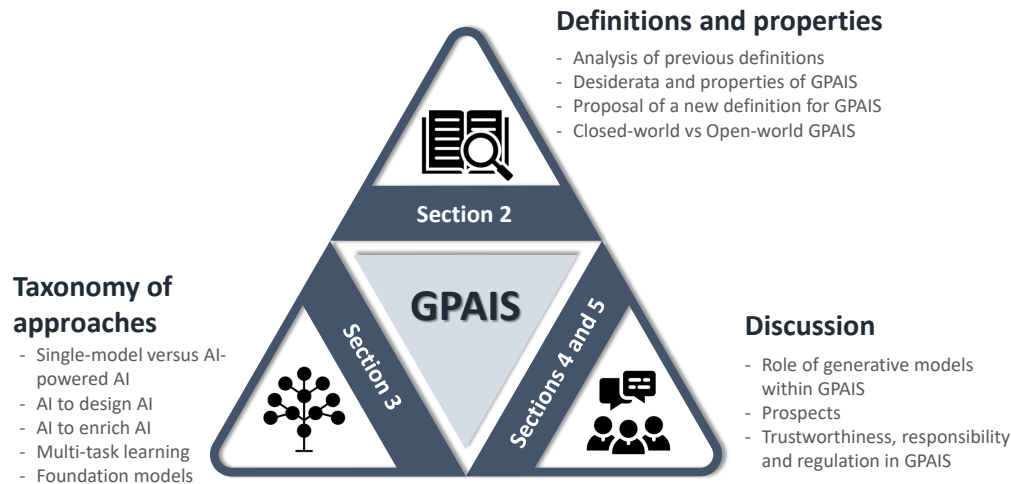 Definitions and properties
- Analysis of previous definitions
- Desiderata and properties of GPAIS
- Proposal of a new definition for GPAIS
- Closed-world vs Open-world GPAIS
Section 2
GPAIS
Section 3
Sections 4 and 5
Taxonomy of
approaches
- Single-model versus AI-
powered AI
- AI to design AI
- AI to enrich AI
- Multi-task learning
- Foundation models
Discussion
- Role of generative models
within GPAIS
- Prospects
- Trustworthiness, responsibility
and regulation in GPAIS